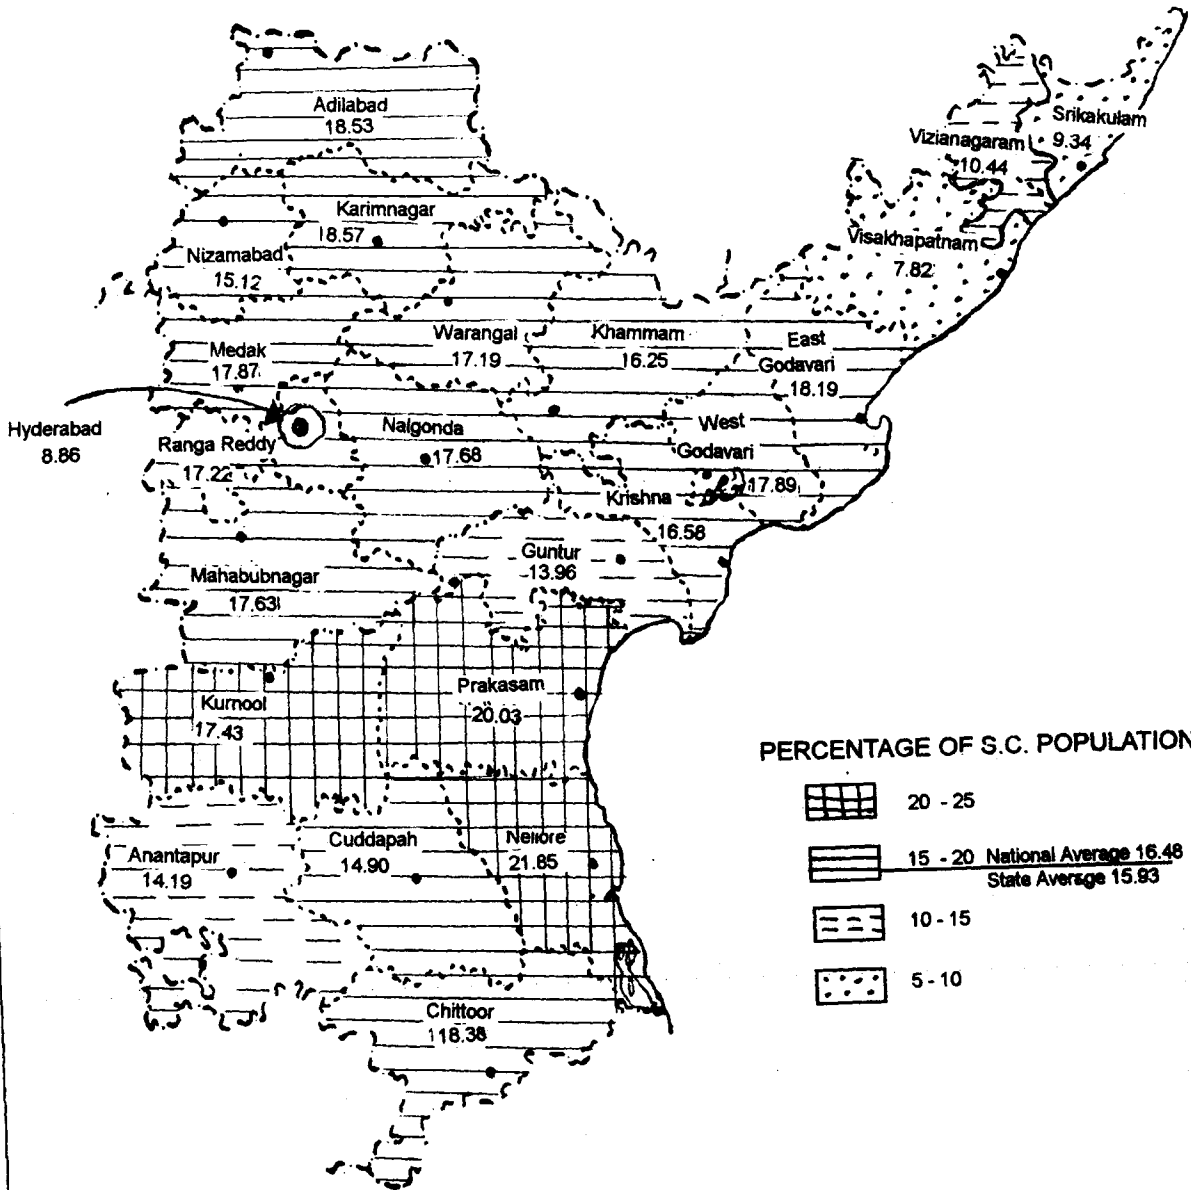 Adilabad
18.53
Srikakulam
9.34
Vizianagaram
10.44
Karimnagar
18.57
Nizamabad
15.12
Visakhapatnam
7.82
Warangal
17.19
Khammam
16.25
East
Godavari
18.19
Medak
17.87
Hyderabad
8.86
Ranga Reddy
17.22
Nalgonda
17.68
West
Godavari
17.89
Krishna
16.58
Guntur
13.96
Mahabubnagar
17.63
Kurnool
17.43
Prakasam
20.03
PERCENTAGE OF S.C. POPULATION
20 - 25
15 - 20 National Average 16.48
State Average 15.93
10 - 15
5 - 10
Anantapur
14.19
Cuddapah
14.90
Nellore
21.85
Chittoor
118.38